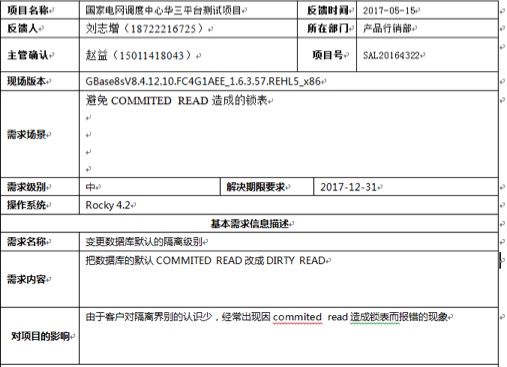 项目名称 国家电网调度中心华三平台测试项目 反馈时间 2017-05-15
反馈人 刘志增（18722216725） 所在部门 产品行销部
主管确认 赵益（15011418043） 项目号 SAL20164322
现场版本 GBase8sV8.4.12.10.FC4G1AEE_1.6.3.57.REHL5_x86
需求场景 避免 COMMITED READ 造成的锁表
需求级别 中 解决期限要求 2017-12-31
操作系统 Rocky 4.2
基本需求信息描述
需求名称 变更数据库默认的隔离级别
需求内容 把数据库的默认 COMMITED READ 改成 DIRTY READ
对项目的影响 由于客户对隔离界别的认识少，经常出现因 commited read 造成锁表而报错的现象